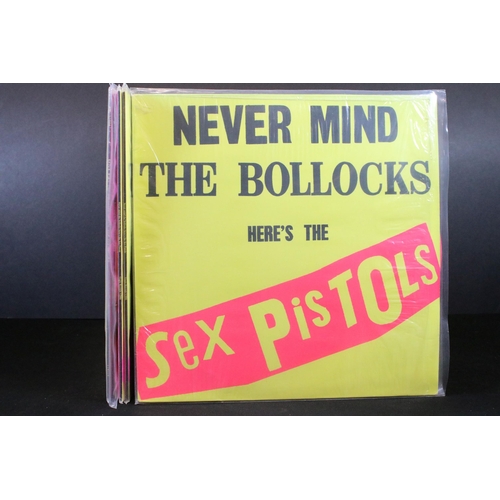 NEVER MIND
THE BOLLOCKS
HERE'S THE
Sex PisTOLs